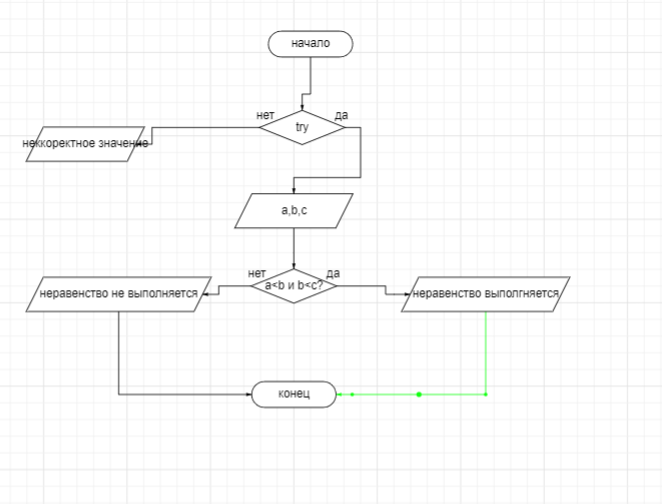 начало
нет
да
try
неккоректное значение
a,b,c
нет
да
a<b и b<c?
неравенство не выполняется
неравенство выполгняется
конец